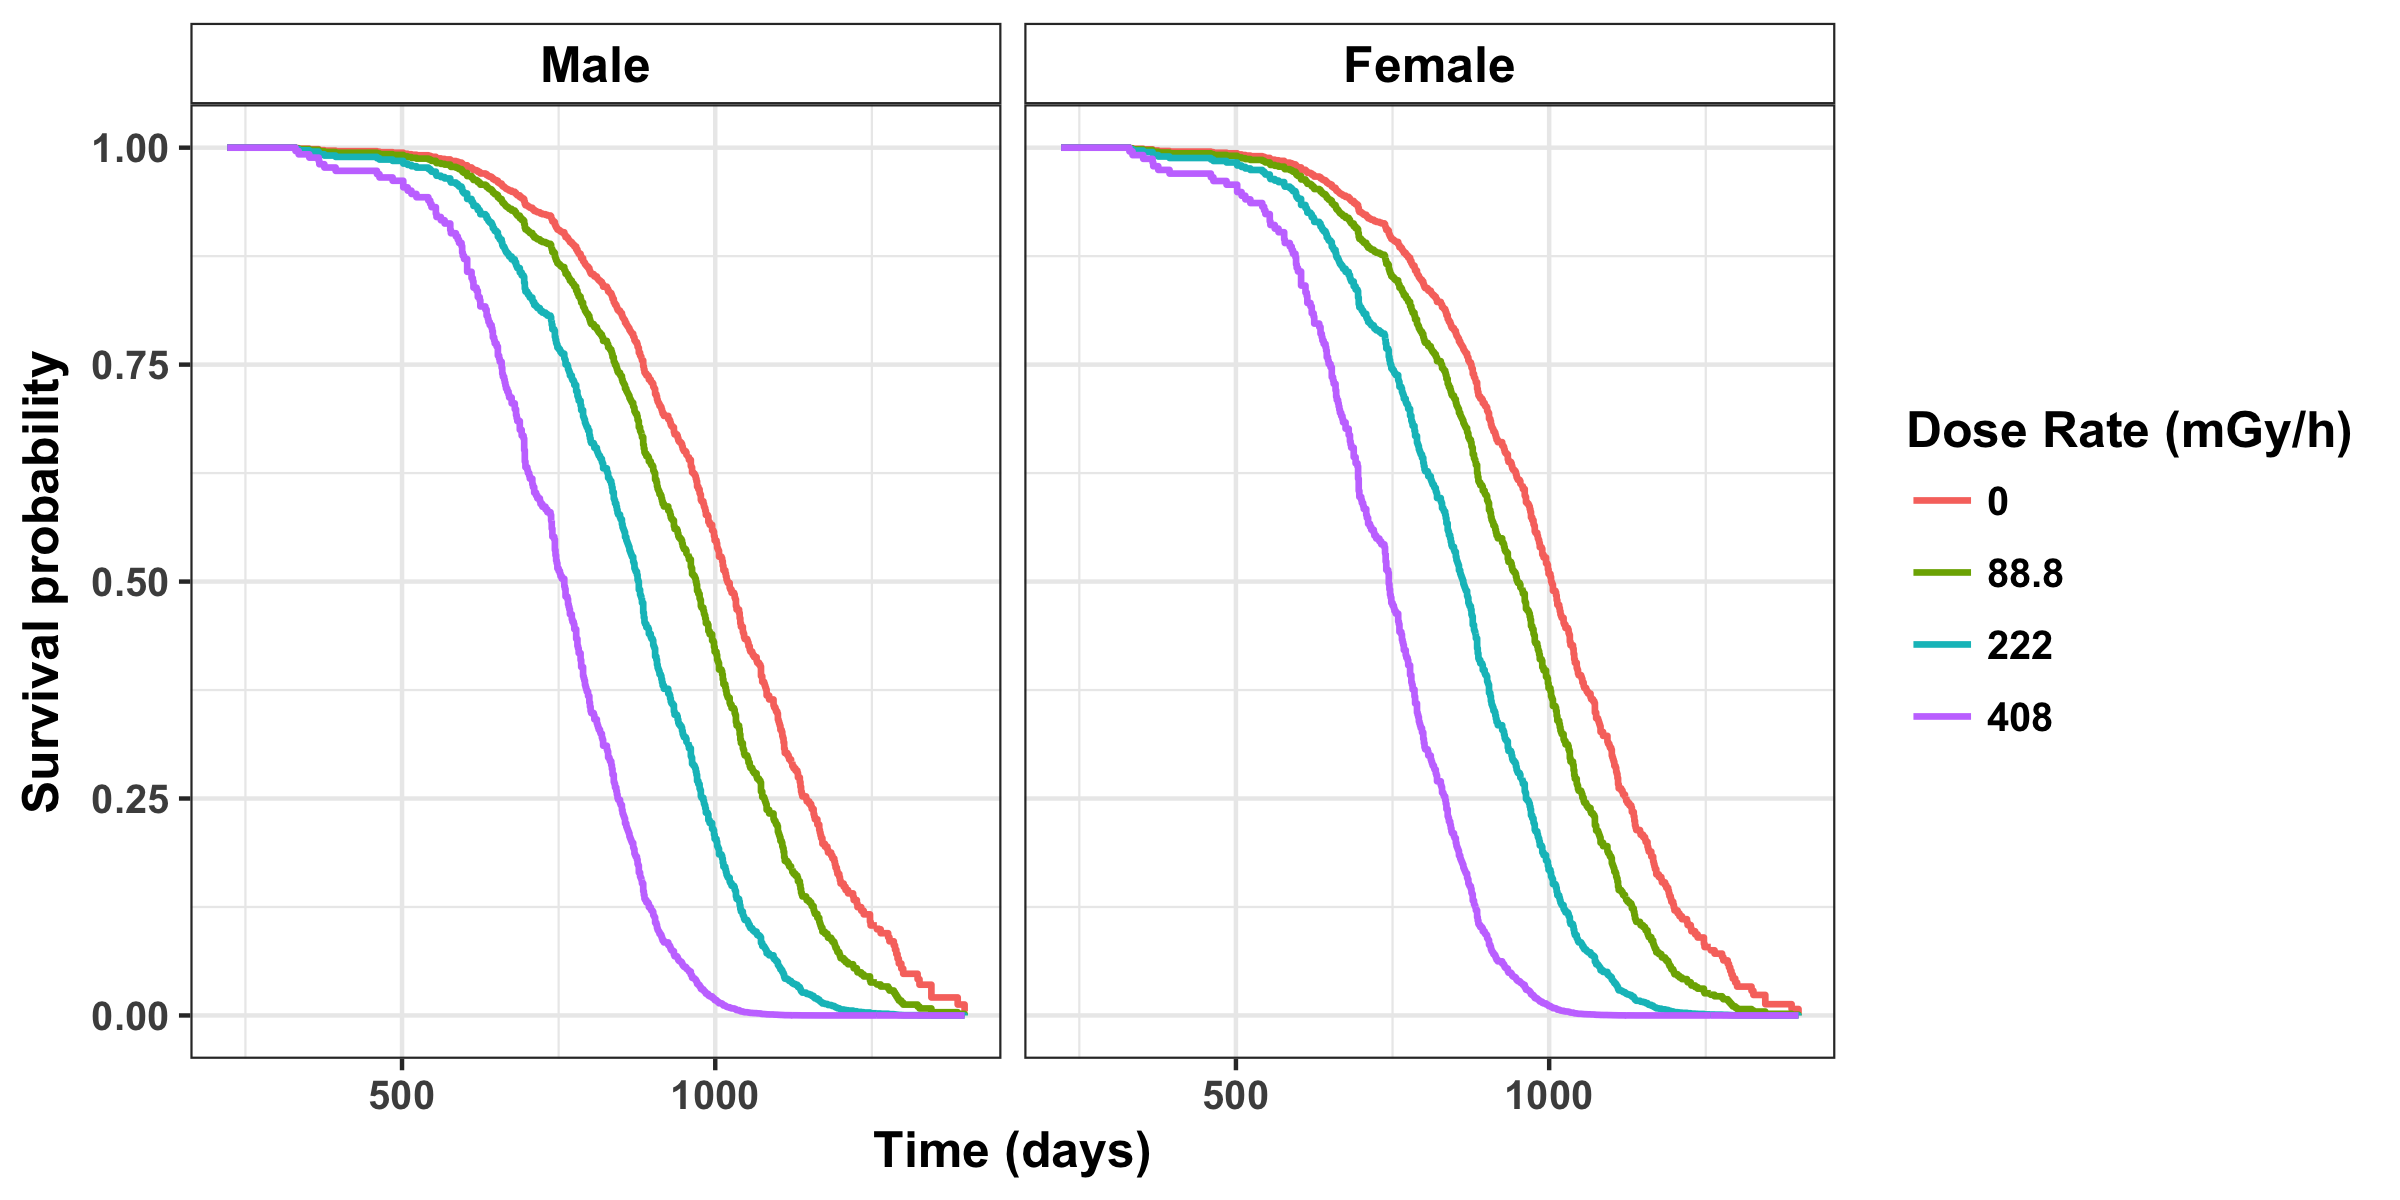 Male
Female
Survival probability
1.00
0.75
0.50
0.25
0.00
500
1000
500
1000
Time (days)
Dose Rate (mGy/h)
0
88.8
222
408